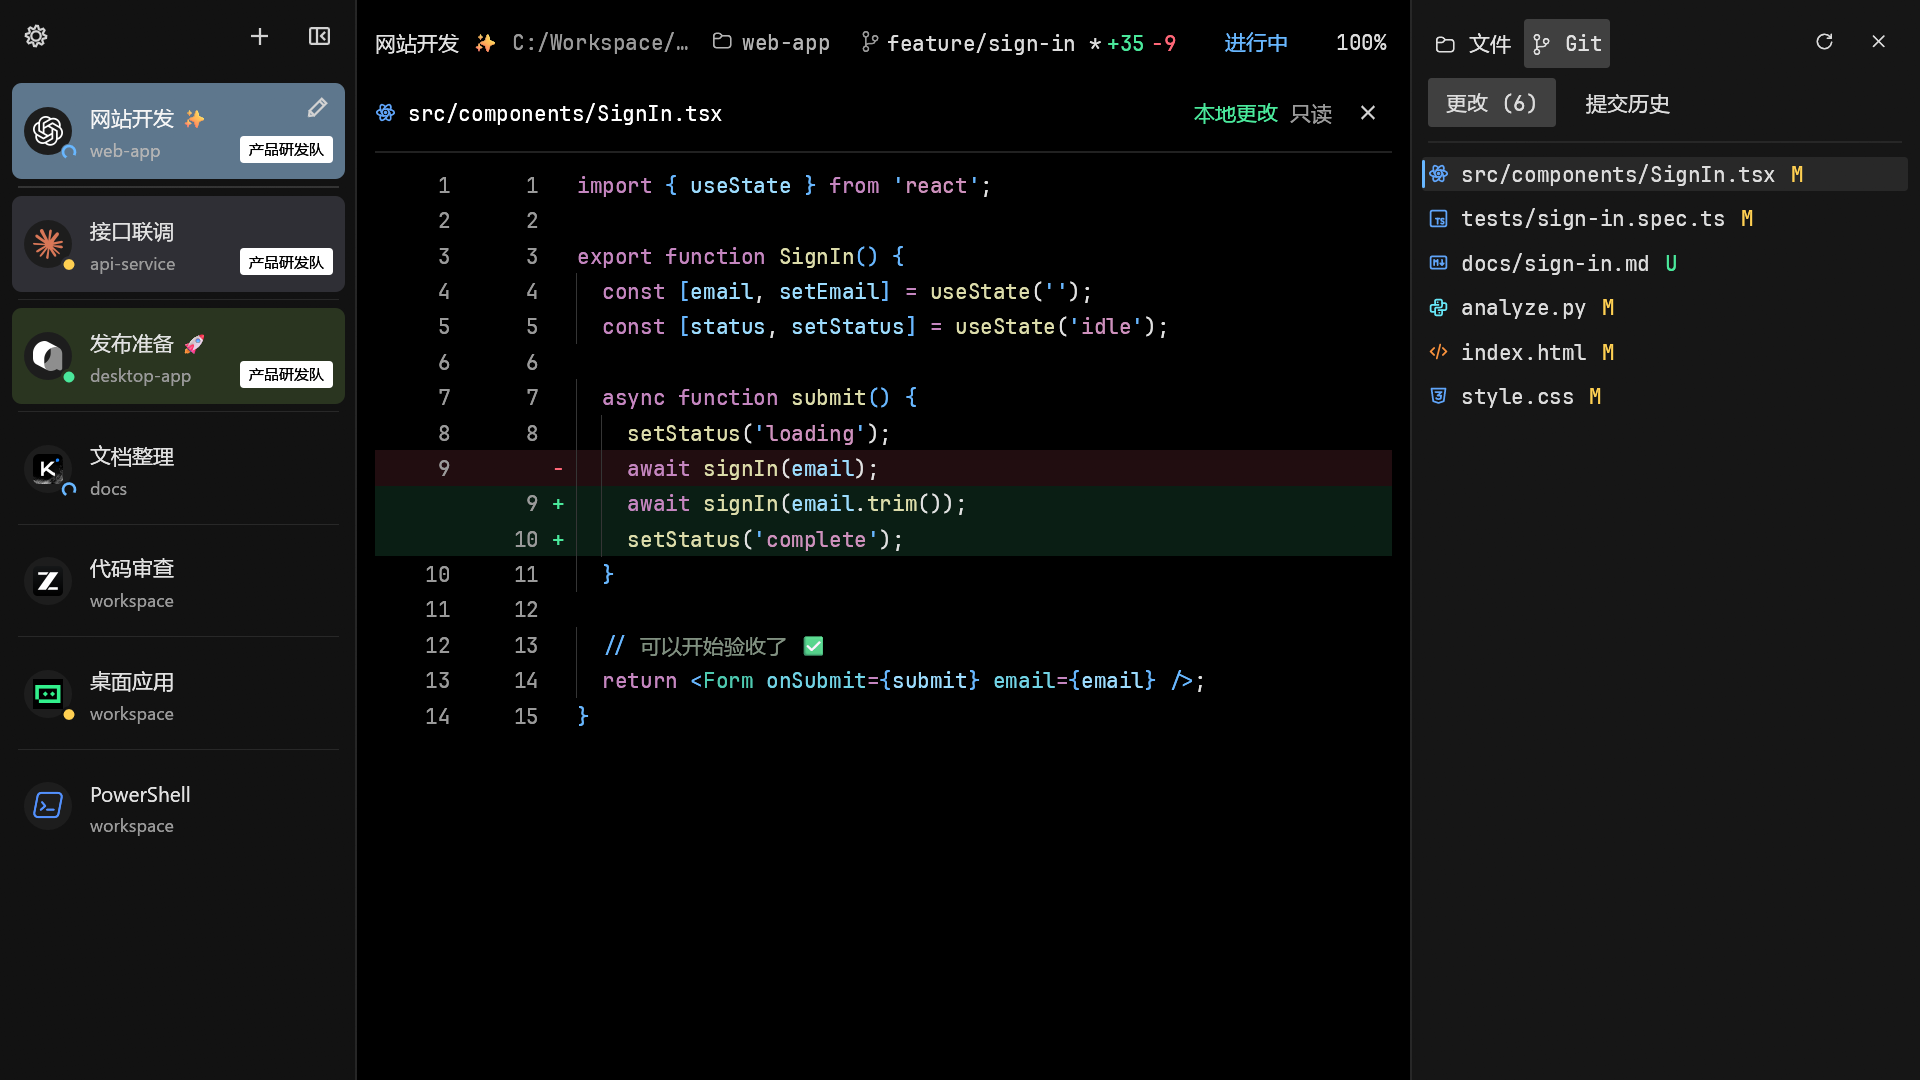 网站开发 ✨
web-app
产品研发队
接口联调
api-service
产品研发队
发布准备 🚀
desktop-app
产品研发队
文档整理
docs
代码审查
workspace
桌面应用
workspace
PowerShell
workspace
网站开发 ✨ C:/Workspace/… web-app feature/sign-in *+35 -9 进行中 100%
src/components/SignIn.tsx 本地更改 只读
1 1 import { useState } from 'react';
2 2
3 3 export function SignIn() {
4 4 const [email, setEmail] = useState('');
5 5 const [status, setStatus] = useState('idle');
6 6
7 7 async function submit() {
8 8 setStatus('loading');
9 - await signIn(email);
9 + await signIn(email.trim());
10 + setStatus('complete');
10 11 }
11 12
12 13 // 可以开始验收了 ✅
13 14 return <Form onSubmit={submit} email={email} />;
14 15 }
文件 Git
更改 (6) 提交历史
src/components/SignIn.tsx M
tests/sign-in.spec.ts M
docs/sign-in.md U
analyze.py M
index.html M
style.css M